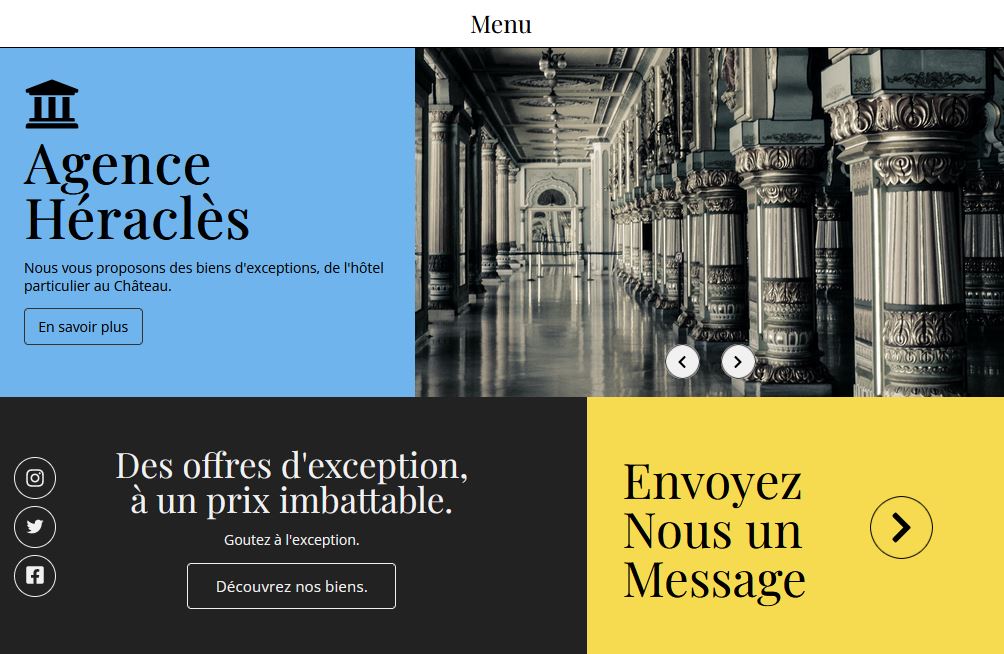 Menu
Agence
Héraclès
Nous vous proposons des biens d'exceptions, de l'hôtel
particulier au Château.
En savoir plus
Des offres d'exception,
à un prix imbattable.
Goutez à l'exception.
Découvrez nos biens.
Envoyez
Nous un
Message